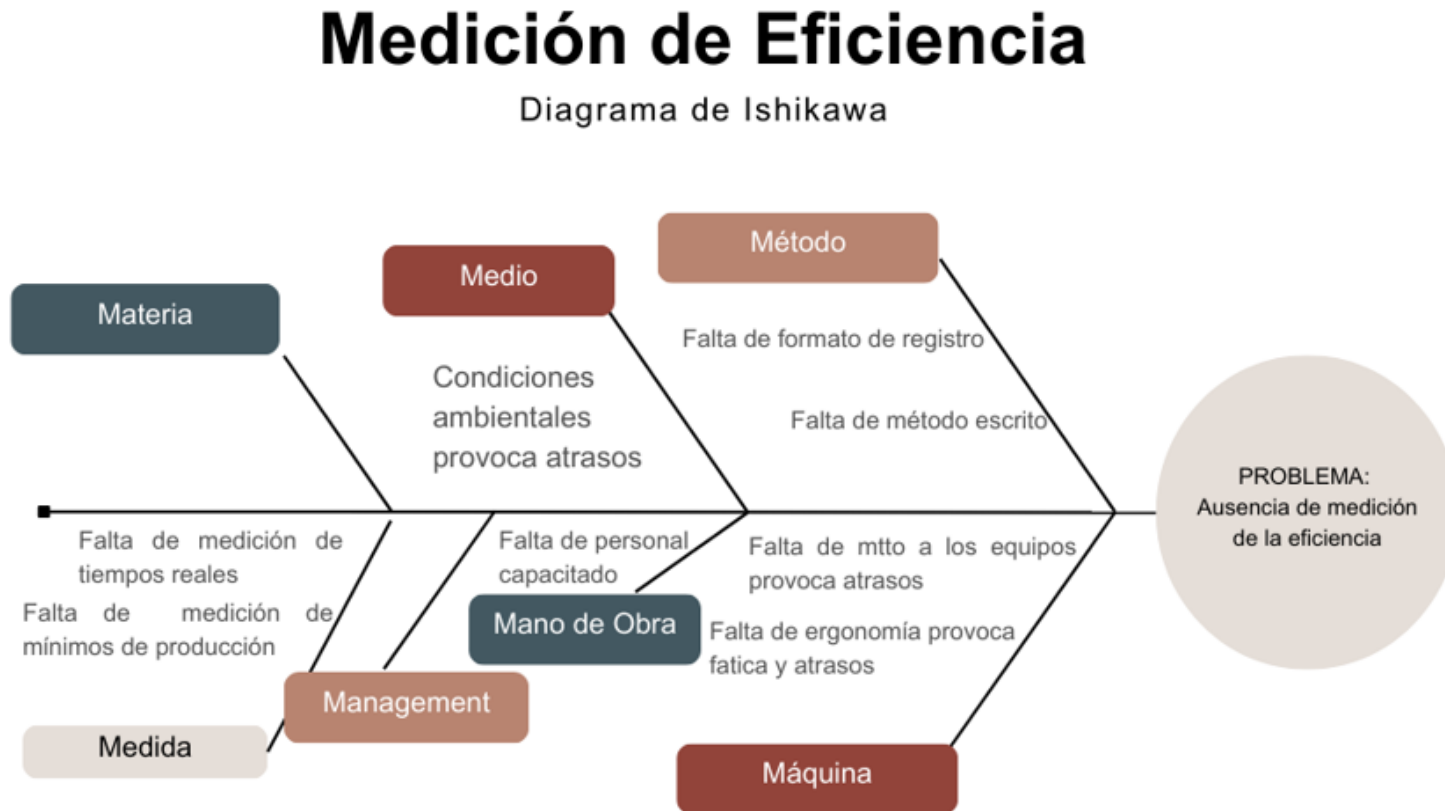 Medición de Eficiencia
Diagrama de Ishikawa
Método
Medio
Materia
Falta de formato de registro
Condiciones
ambientales
provoca atrasos
Falta de método escrito
PROBLEMA:
Ausencia de medición
de la eficiencia
Falta de medición de
tiempos reales
Falta de medición de
mínimos de producción
Falta de personal
capacitado
Falta de mtto a los equipos
provoca atrasos
Mano de Obra
Falta de ergonomía provoca
fatica y atrasos
Management
Medida
Máquina